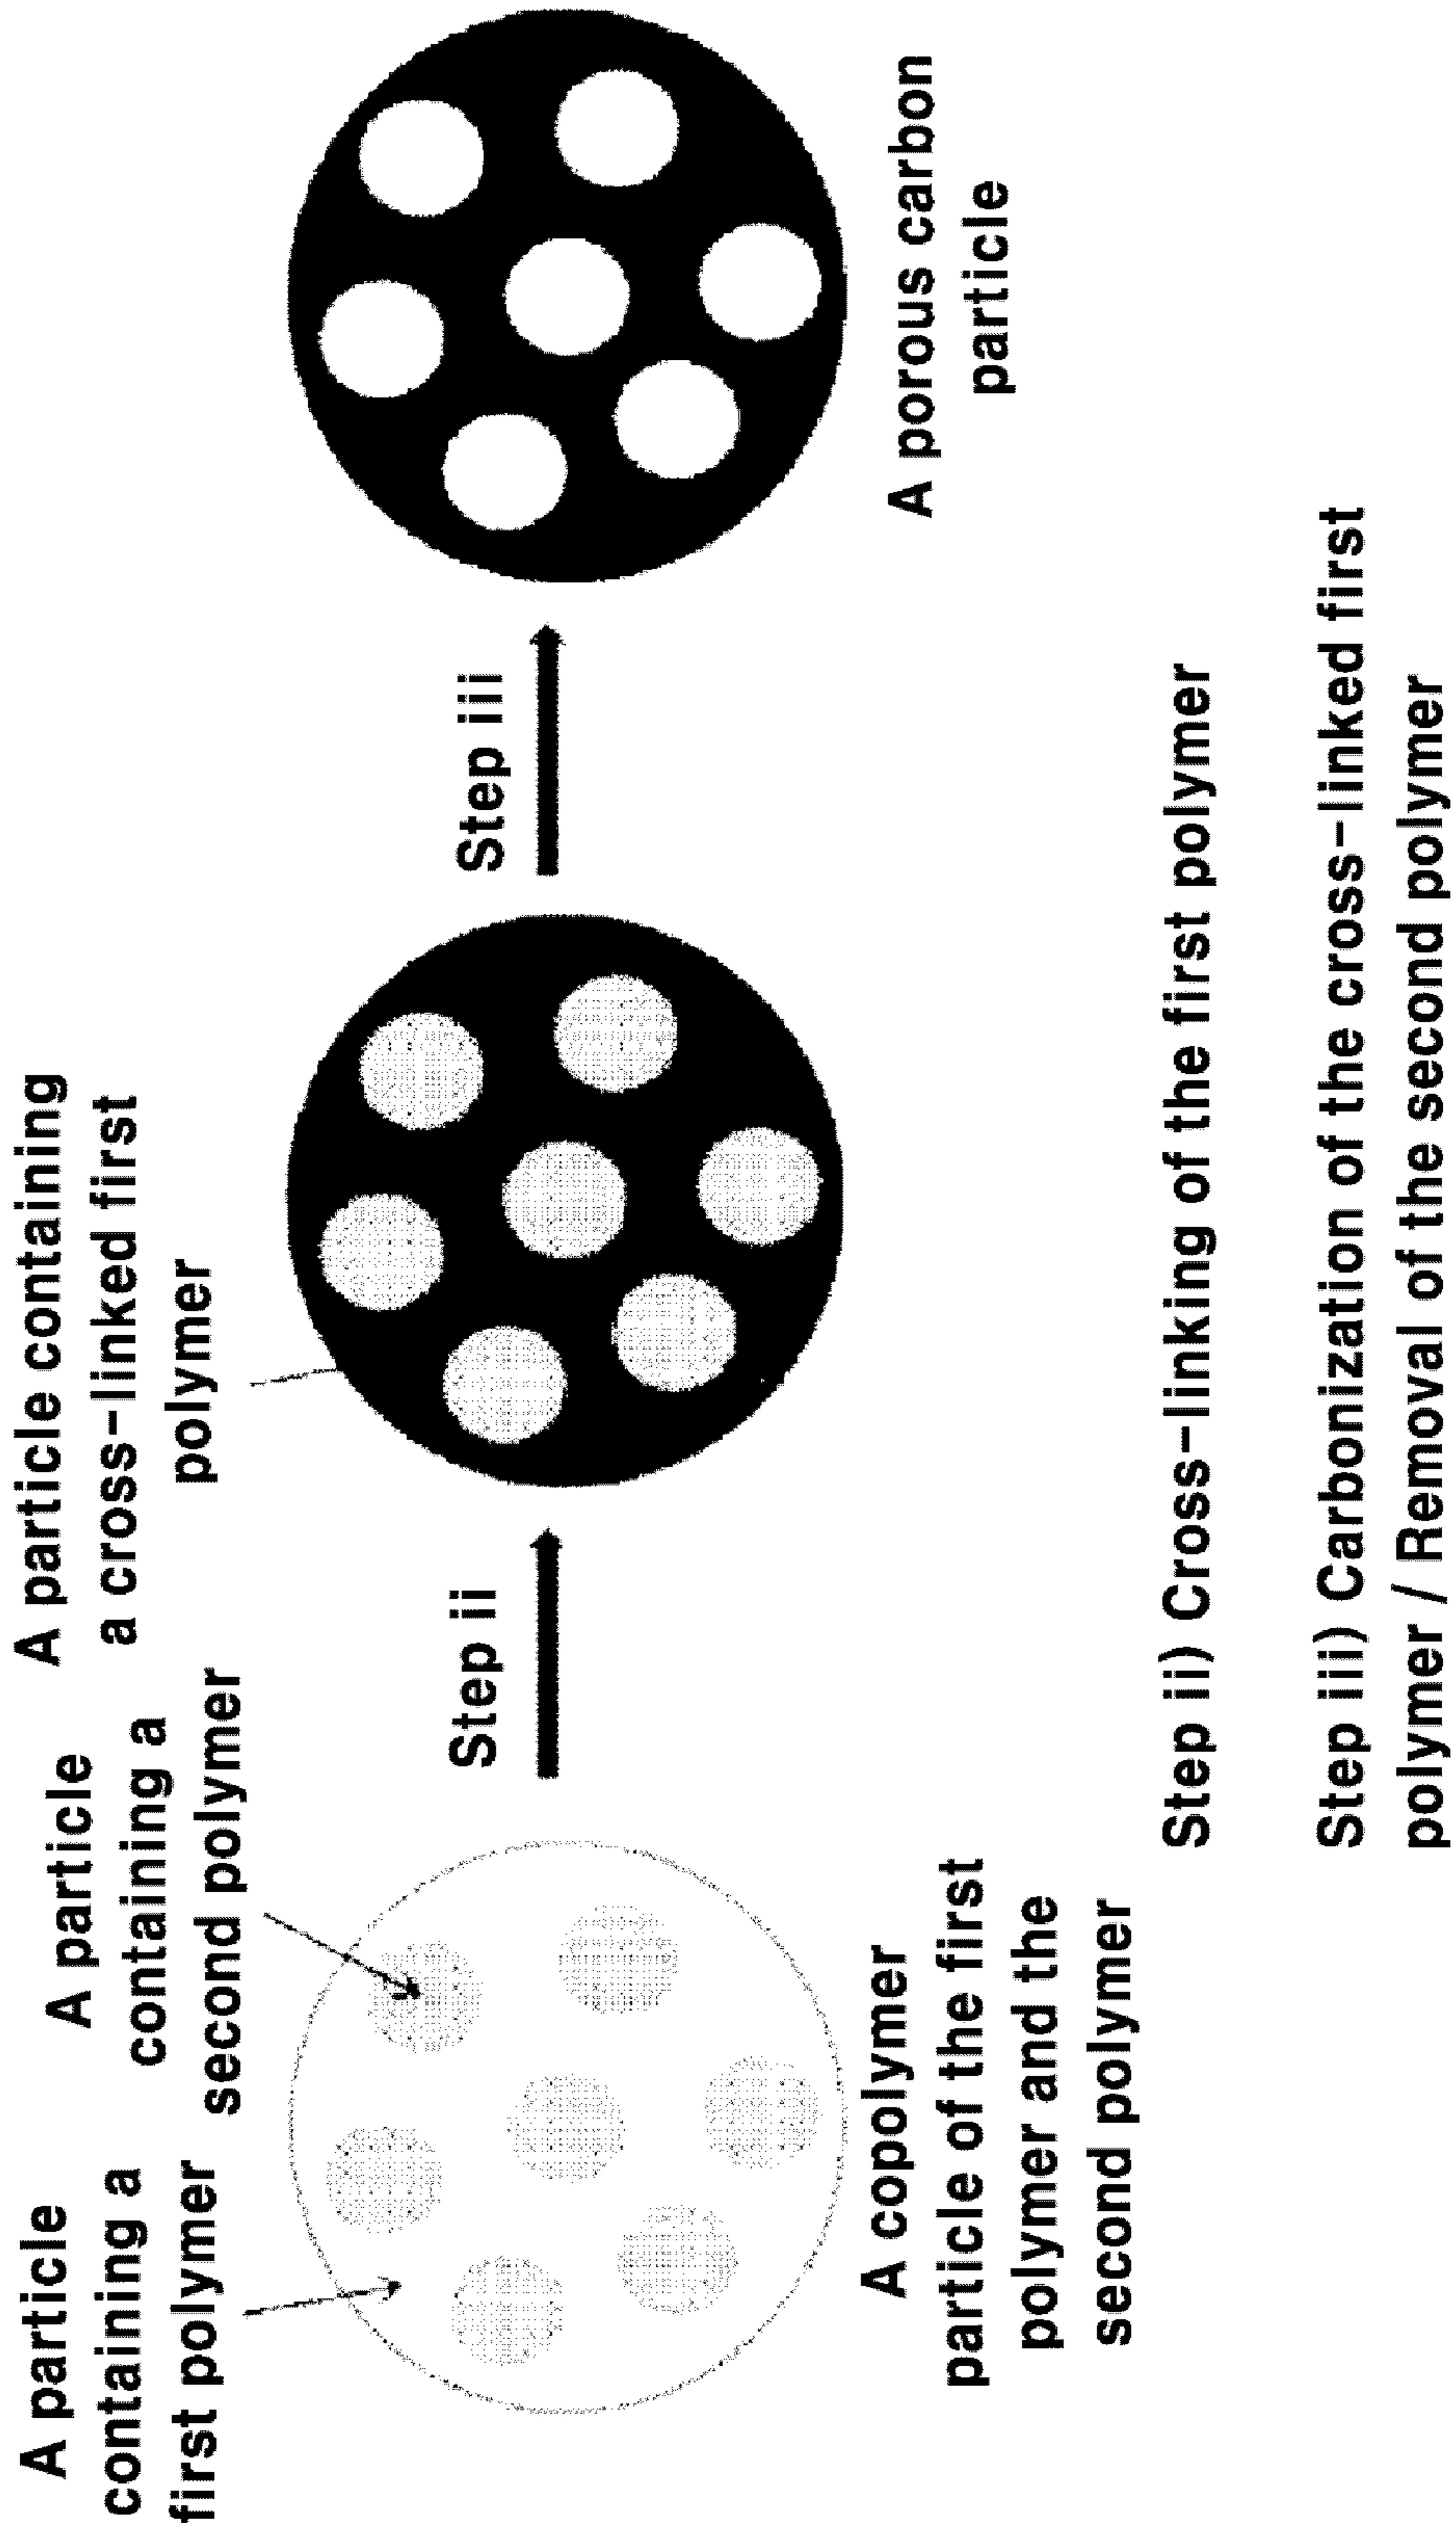 A particle
containing a
first polymer
A particle
containing a
second polymer
A particle containing
a cross-linked first
polymer
Step ii
Step iii
A copolymer
particle of the first
polymer and the
second polymer
A porous carbon
particle
Step ii) Cross-linking of the first polymer
Step iii) Carbonization of the cross-linked first
polymer / Removal of the second polymer